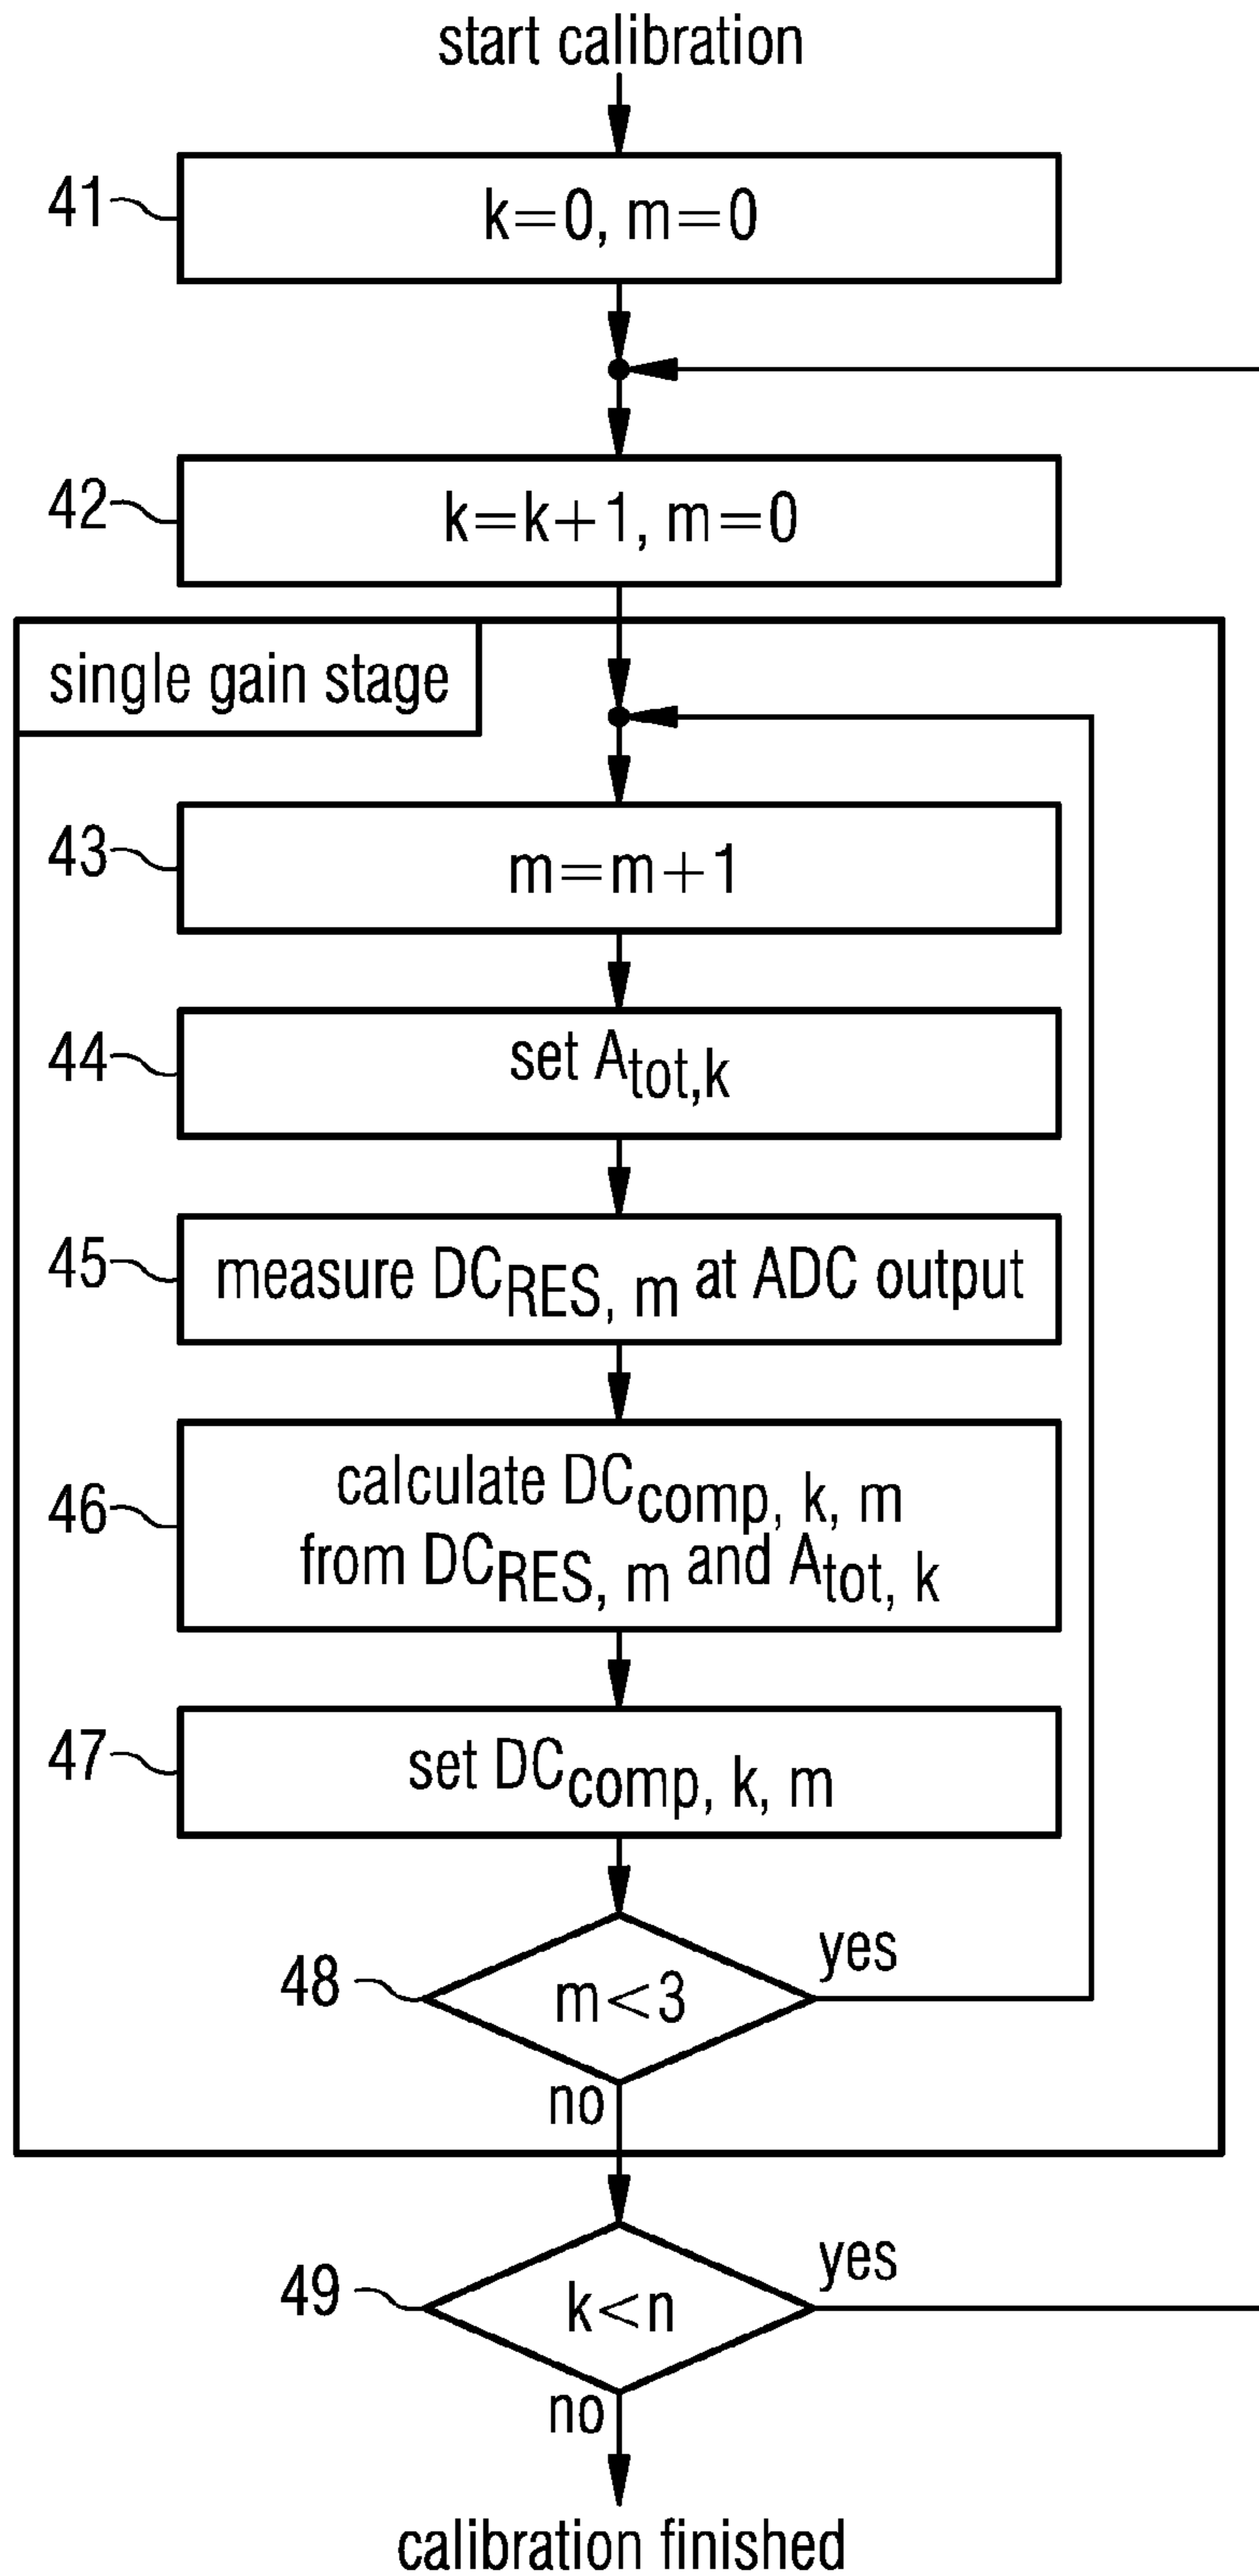 start calibration
41
k=0, m=0
42
k=k+1, m=0
single gain stage
43
m=m+1
44
set Atot,k
45
measure DCRES, m at ADC output
46
calculate DCcomp, k, m
from DCRES, m and Atot, k
47
set DCcomp, k, m
48
m<3
yes
no
49
k<n
yes
no
calibration finished